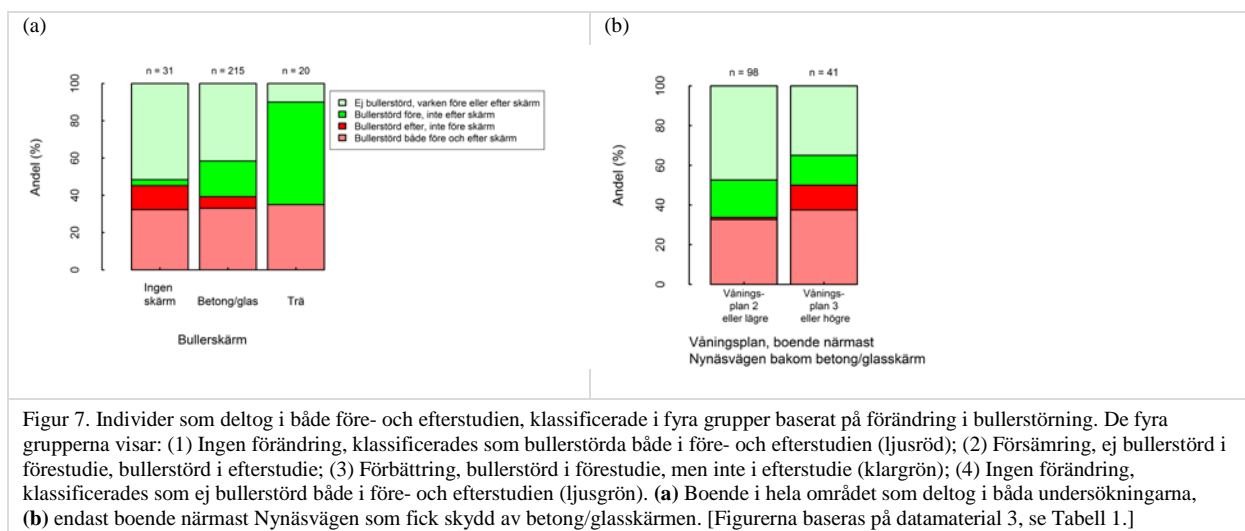 (a)
n = 31
n = 215
n = 20
Andel (%)
100
80
60
40
20
0
Ingen
skärm
Betong/glas
Trä
Bullerskärm
Ej bullerstörd, varken före eller efter skärm
Bullerstörd före, inte efter skärm
Bullerstörd efter, inte före skärm
Bullerstörd både före och efter skärm
(b)
n = 98
n = 41
Andel (%)
100
80
60
40
20
0
Vånings-
plan 2
eller lägre
Vånings-
plan 3
eller högre
Våningsplan, boende närmast
Nynäsvägen bakom betong/glasskärm
Figur 7. Individer som deltog i både före- och efterstudien, klassificerade i fyra grupper baserat på förändring i bullerstörning. De fyra
grupperna visar: (1) Ingen förändring, klassificerades som bullerstörda både i före- och efterstudien (ljusröd); (2) Försämring, ej bullerstörd i
förestudie, bullerstörd i efterstudie; (3) Förbättring, bullerstörd i förestudie, men inte i efterstudie (klargrön); (4) Ingen förändring,
klassificerades som ej bullerstörd både i före- och efterstudien (ljusgrön). (a) Boende i hela området som deltog i båda undersökningarna,
(b) endast boende närmast Nynäsvägen som fick skydd av betong/glasskärmen. [Figurerna baseras på datamaterial 3, se Tabell 1.]